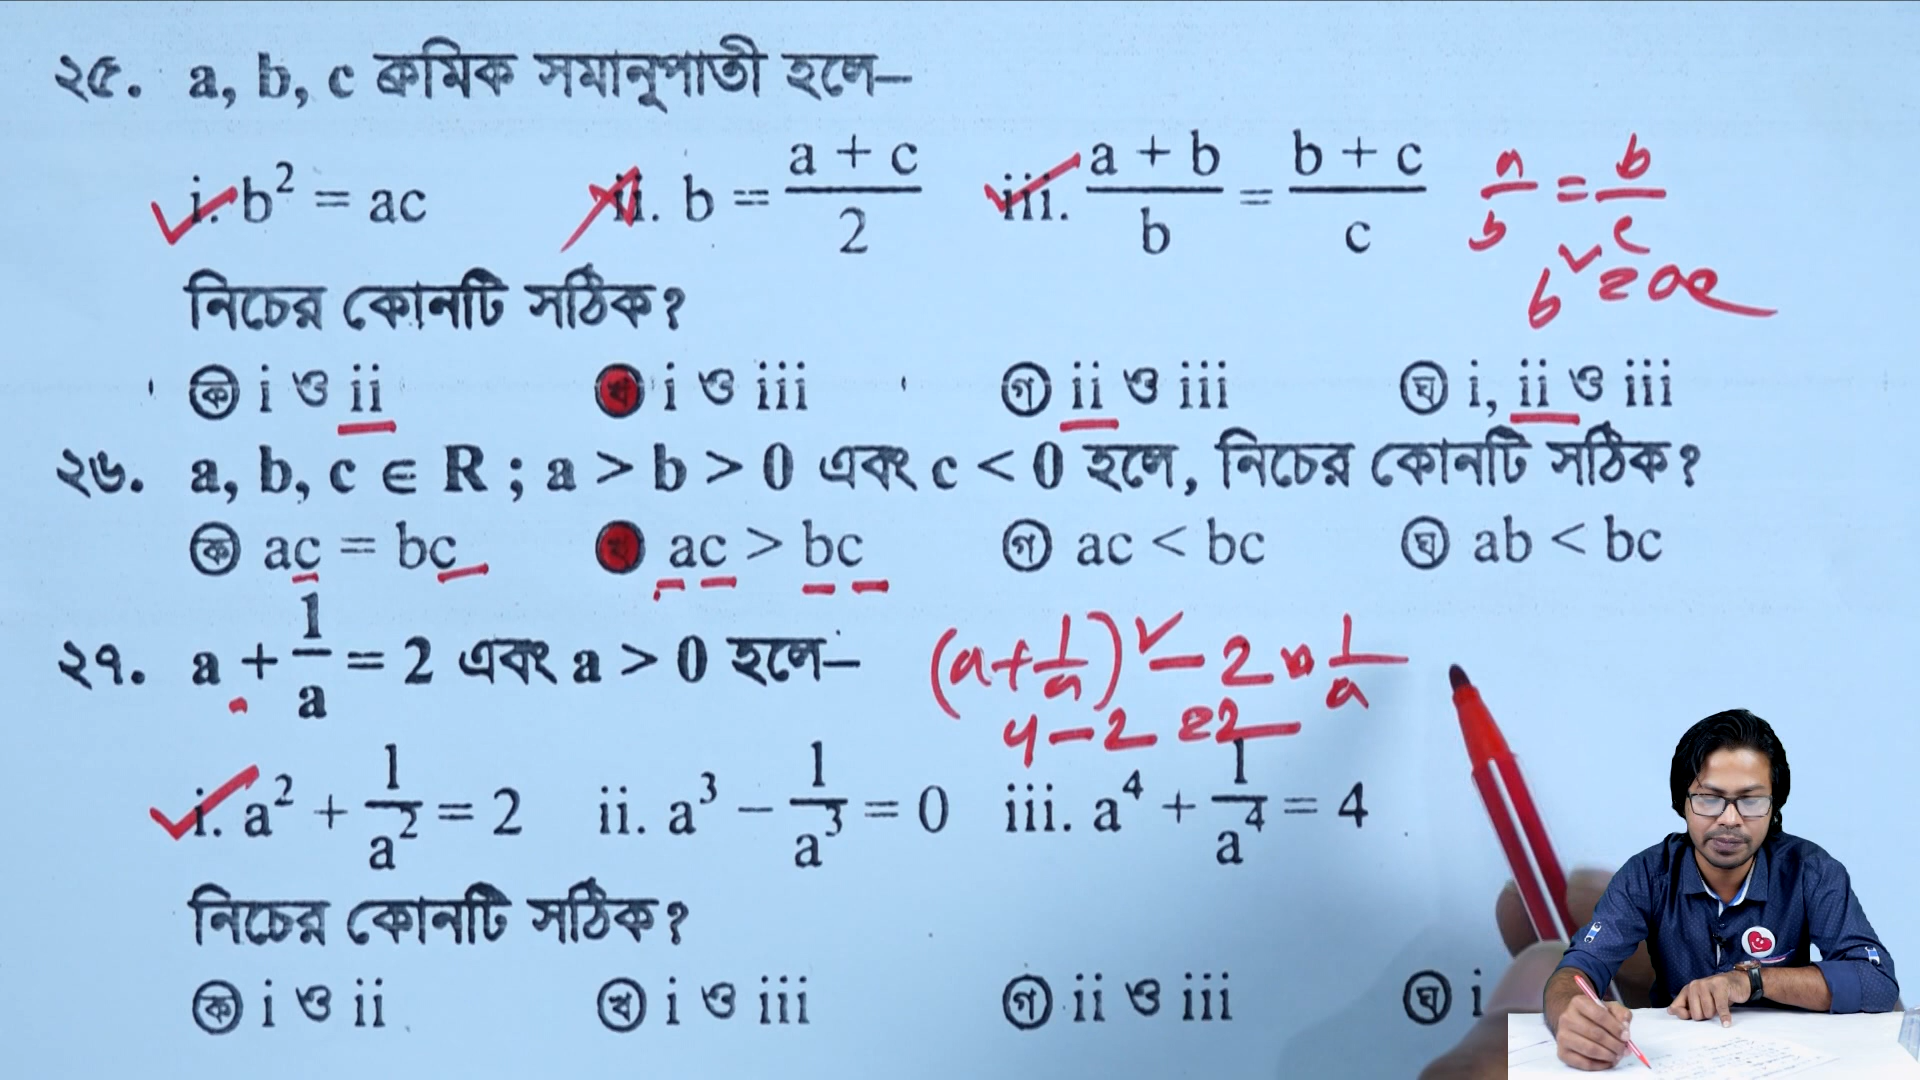 ২৫. a, b, c ক্রমিক সমানুপাতী হলে–
i. b² = ac ii. b = (a + c)/2 iii. (a + b)/b = (b + c)/c a/b = b/c
b² = ac
নিচের কোনটি সঠিক?
ক i ও ii খ i ও iii গ ii ও iii ঘ i, ii ও iii
২৬. a, b, c ∈ R ; a > b > 0 এবং c < 0 হলে, নিচের কোনটি সঠিক?
ক ac = bc খ ac > bc গ ac < bc ঘ ab < bc
২৭. a + 1/a = 2 এবং a > 0 হলে– (a + 1/a)² – 2 a 1/a
4 – 2 = 2
i. a² + 1/a² = 2 ii. a³ – 1/a³ = 0 iii. a⁴ + 1/a⁴ = 4
নিচের কোনটি সঠিক?
ক i ও ii খ i ও iii গ ii ও iii ঘ i